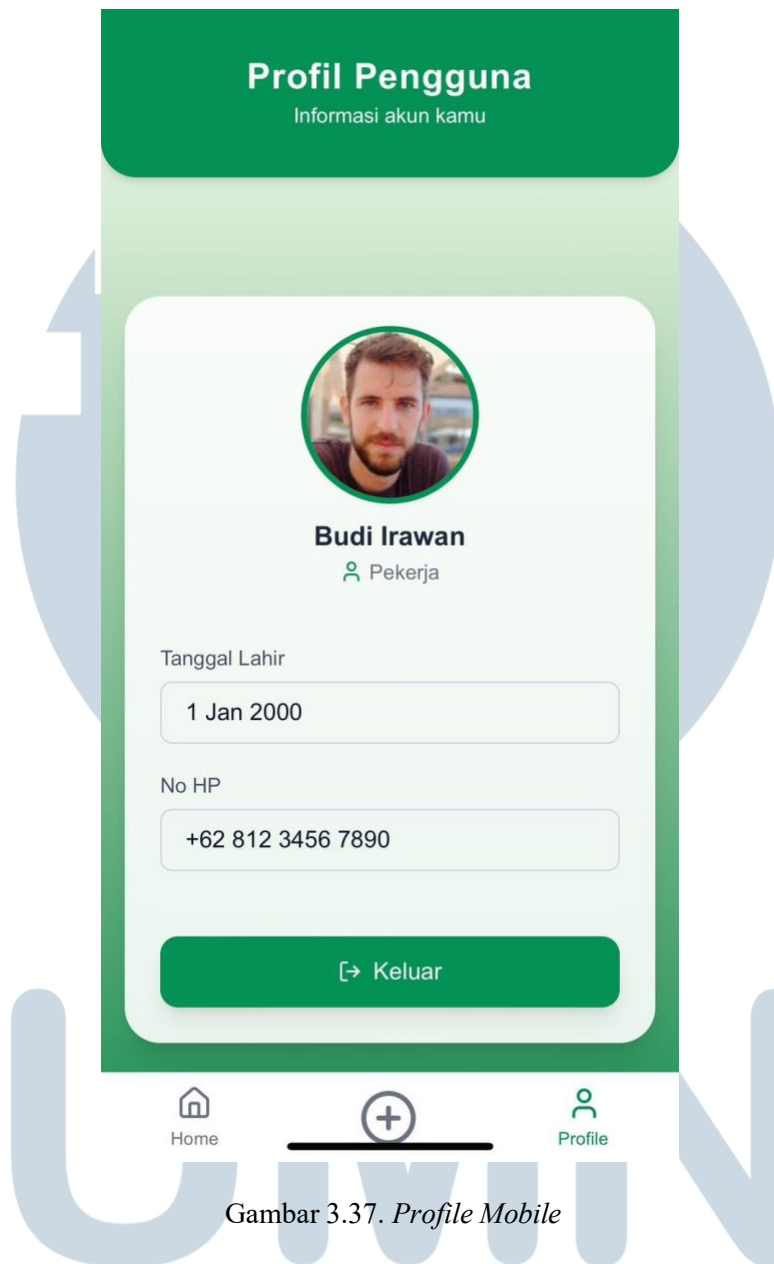 Profil Pengguna
Informasi akun kamu
Budi Irawan
Pekerja
Tanggal Lahir
1 Jan 2000
No HP
+62 812 3456 7890
Keluar
Home
Profile
UMN
Gambar 3.37. Profile Mobile